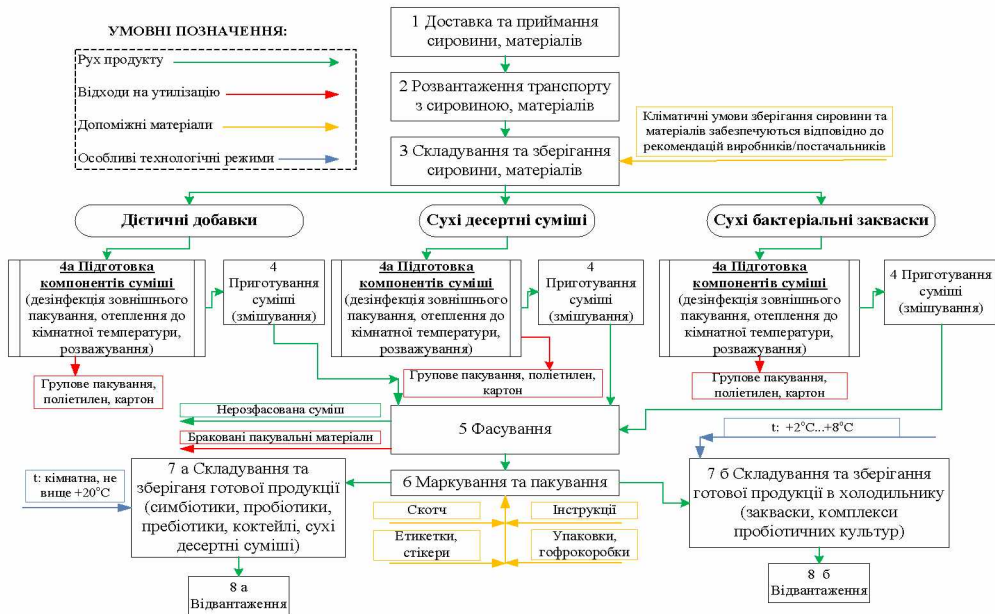 УМОВНІ ПОЗНАЧЕННЯ:
Рух продукту
Відходи на утилізацію
Допоміжні матеріали
Особливі технологічні режими
1 Доставка та приймання
сировини, матеріалів
2 Розвантаження транспорту
з сировиною, матеріалів
3 Складування та зберігання
сировини, матеріалів
Кліматичні умови зберігання сировини та
матеріалів забезпечуються відповідно до
рекомендацій виробників/постачальників
Дієтичні добавки
Сухі десертні суміші
Сухі бактеріальні закваски
4а Підготовка
компонентів суміші
(дезінфекція зовнішнього
пакування, отеплення до
кімнатної температури,
розважування)
4
Приготування
суміші
(змішування)
4а Підготовка
компонентів суміші
(дезінфекція зовнішнього
пакування, отеплення до
кімнатної температури,
розважування)
4
Приготування
суміші
(змішування)
4а Підготовка
компонентів суміші
(дезінфекція зовнішнього
пакування, отеплення до
кімнатної температури,
розважування)
4 Приготування
суміші
(змішування)
Групове пакування,
поліетилен, картон
Групове пакування, поліетилен,
картон
Групове пакування,
поліетилен, картон
Нерозфасована суміш
Браковані пакувальні матеріали
5 Фасування
t: +2°С...+8°С
t: кімнатна, не
вище +20°С
7 а Складування та
зберіганя готової продукції
(симбіотики, пробіотики,
пребіотики, коктейлі, сухі
десертні суміші)
6 Маркування та пакування
7 б Складування та зберігання
готової продукції в холодильнику
(закваски, комплекси
пробіотичних культур)
Скотч
Інструкції
Етикетки,
стікери
Упаковки,
гофрокоробки
8 а
Відвантаження
8 б
Відвантаження